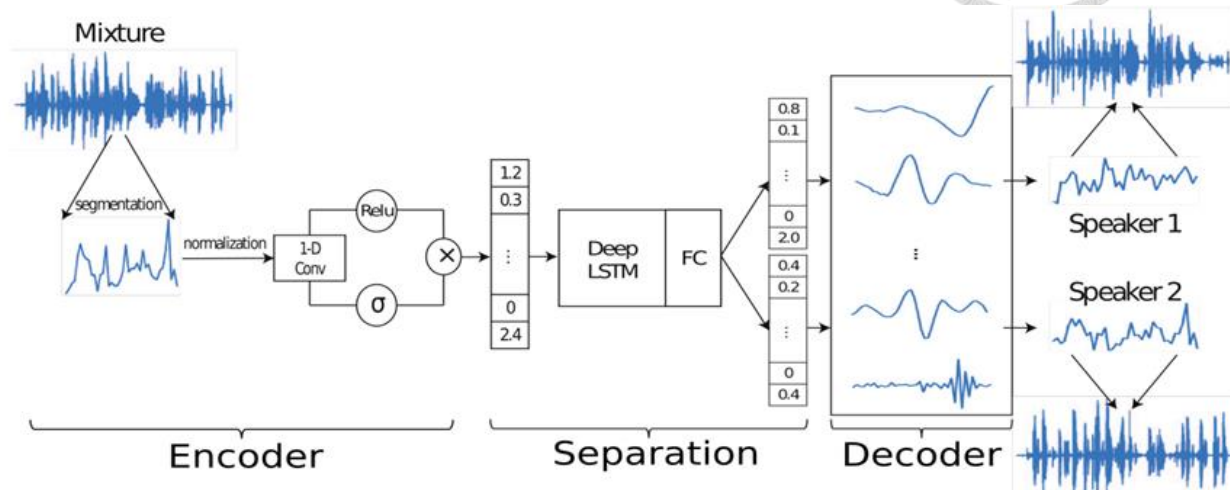 Mixture
segmentation
normalization
1-D
Conv
Relu
σ
×
1.2
0.3
...
0
2.4
Deep
LSTM
FC
0.8
0.1
...
0
2.0
0.4
0.2
...
0
0.4
...
Speaker 1
Speaker 2
Encoder
Separation
Decoder